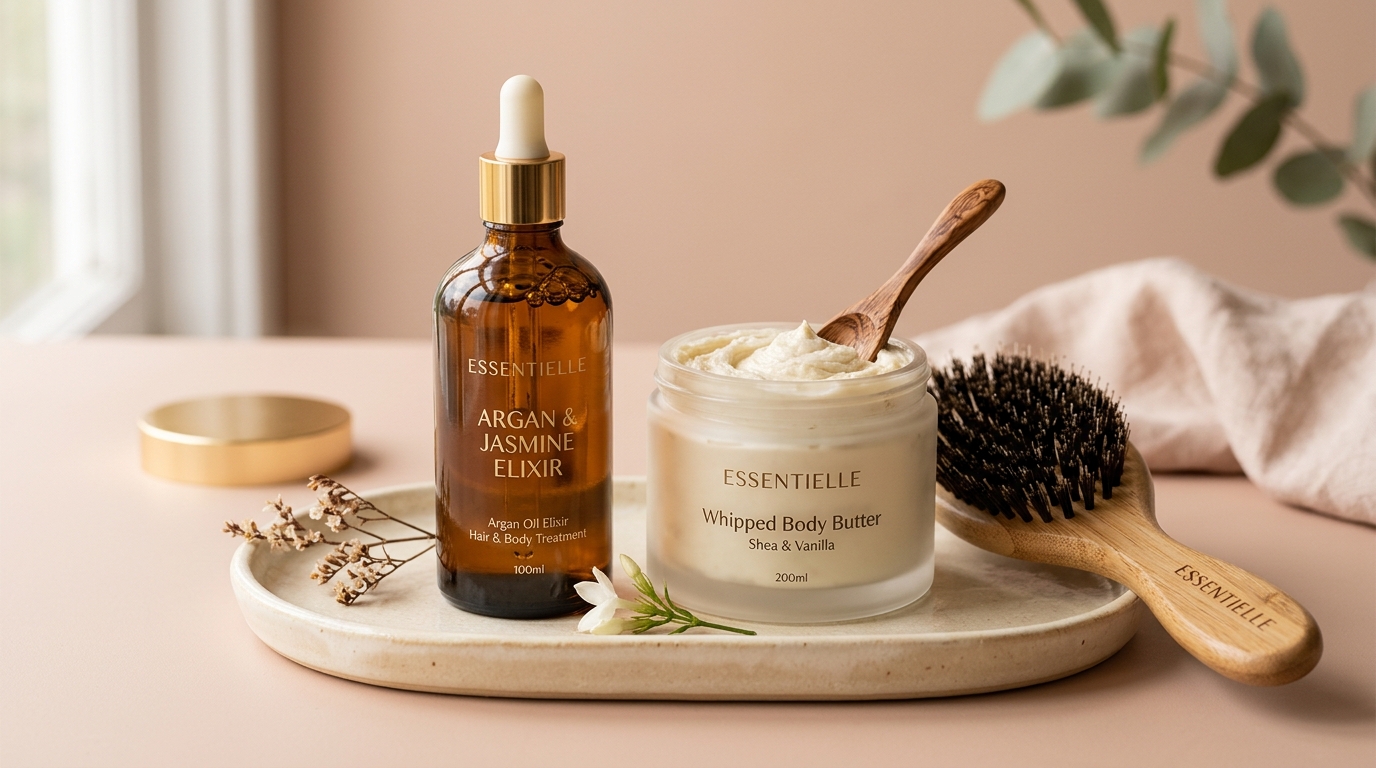 ESSENTIELLE
ARGAN &
JASMINE
ELIXIR
Argan Oil Elixir
Hair & Body Treatment
100ml
ESSENTIELLE
Whipped Body Butter
Shea & Vanilla
200ml
ESSENTIELLE